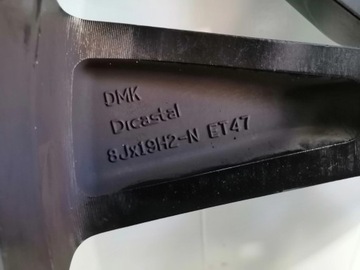 DMK
Dicastal
8Jx19H2-N ET47